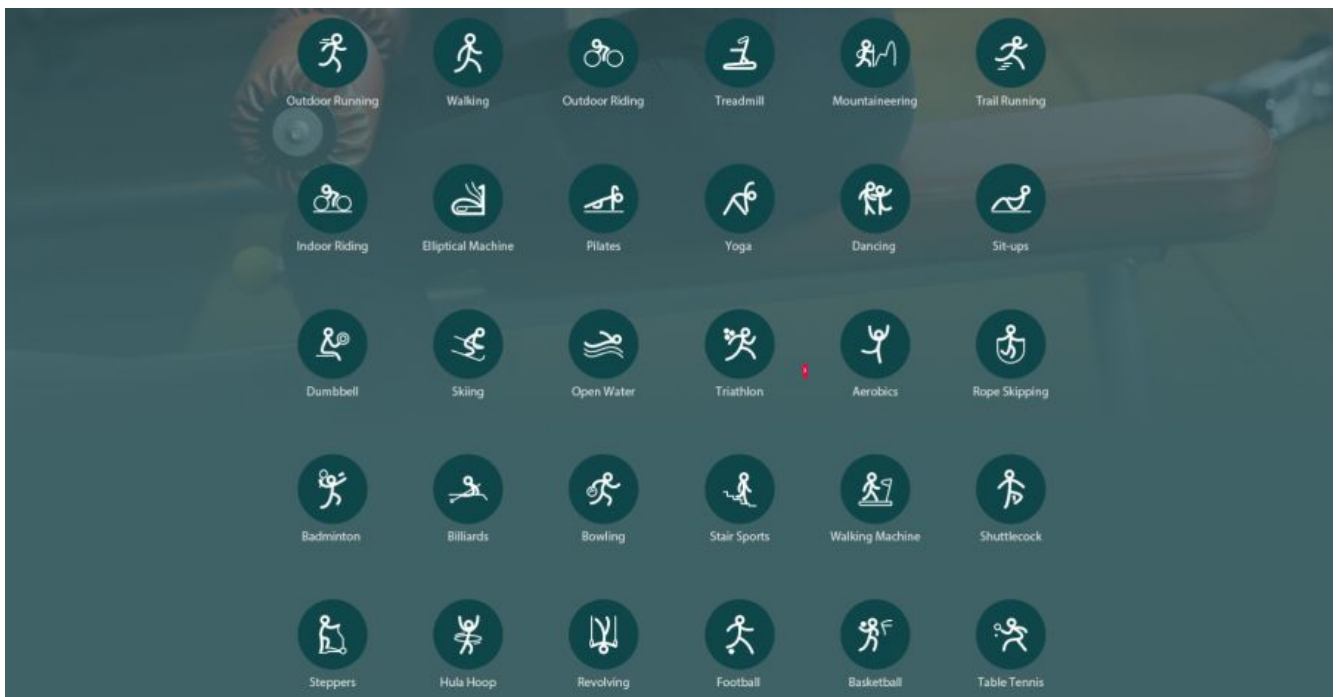 Outdoor Running Walking Outdoor Riding Treadmill Mountaineering Trail Running
Indoor Riding Elliptical Machine Pilates Yoga Dancing Sit-ups
Dumbbell Skiing Open Water Triathlon Aerobics Rope Skipping
Badminton Billiards Bowling Stair Sports Walking Machine Shuttlecock
Steppers Hula Hoop Revolving Football Basketball Table Tennis